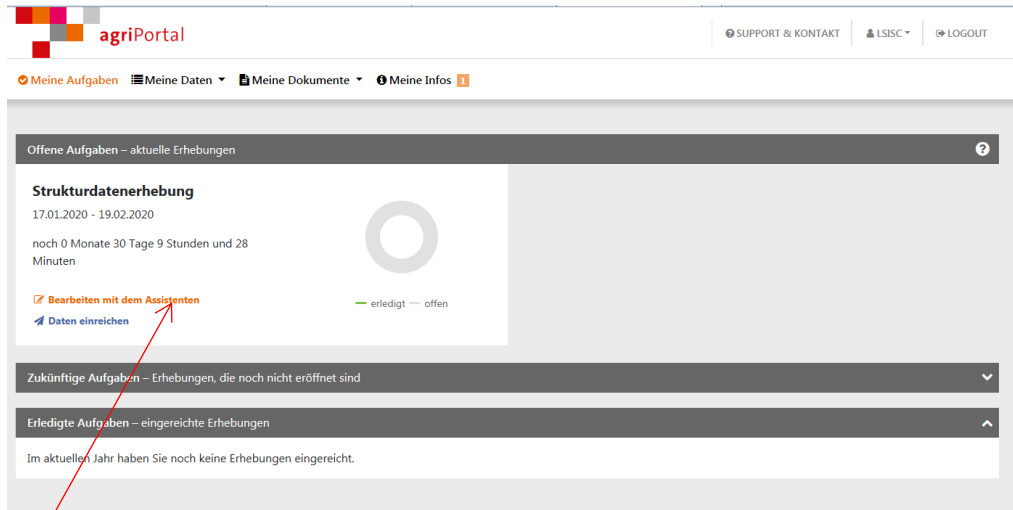 agriPortal
SUPPORT & KONTAKT LSISC LOGOUT
Meine Aufgaben Meine Daten Meine Dokumente Meine Infos 1
Offene Aufgaben – aktuelle Erhebungen ?
Strukturdatenerhebung
17.01.2020 - 19.02.2020
noch 0 Monate 30 Tage 9 Stunden und 28
Minuten
Bearbeiten mit dem Assistenten
erledigt offen
Daten einreichen
Zukünftige Aufgaben – Erhebungen, die noch nicht eröffnet sind
Erledigte Aufgaben – eingereichte Erhebungen
Im aktuellen Jahr haben Sie noch keine Erhebungen eingereicht.